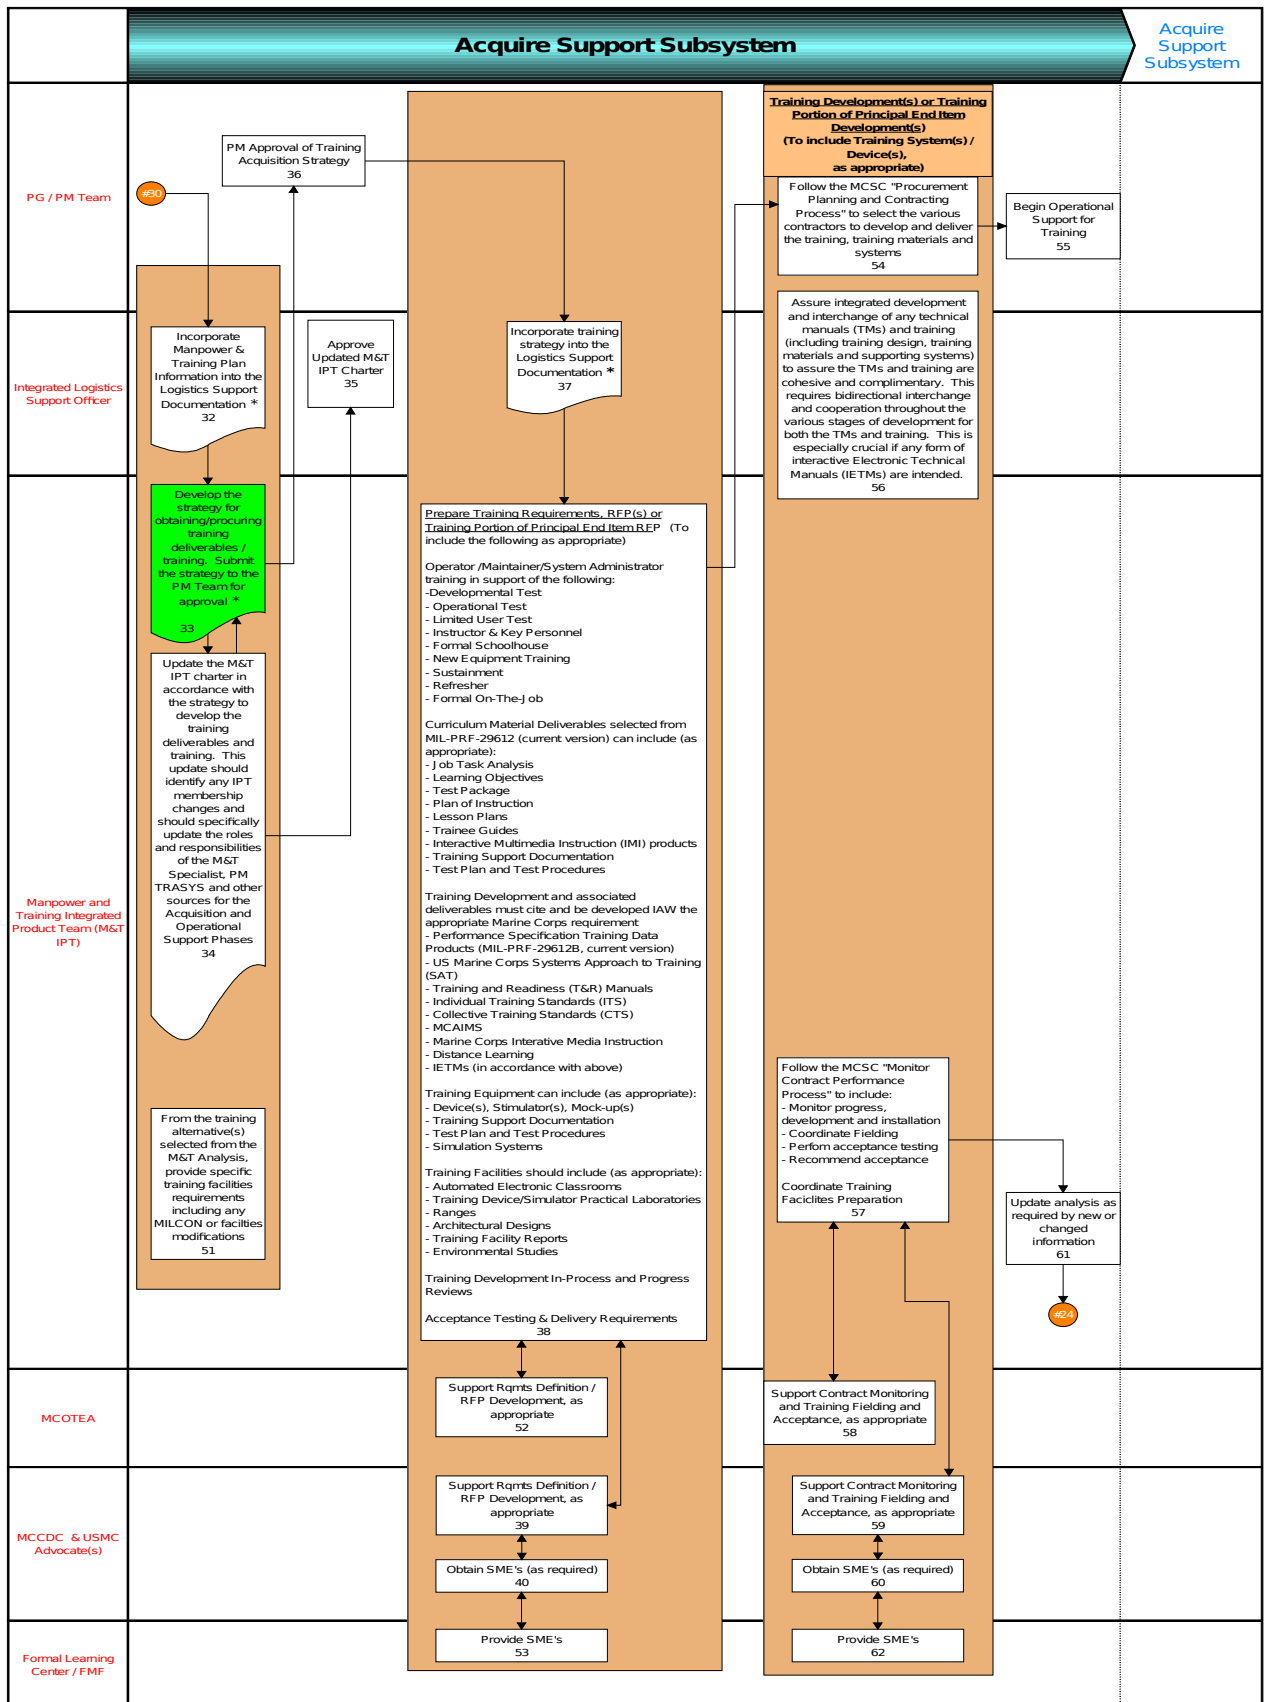 Acquire Support Subsystem
Acquire
Support
Subsystem
PG / PM Team
#30
PM Approval of Training
Acquisition Strategy
36
Training Development(s) or Training
Portion of Principal End Item
Development(s)
(To include Training System(s) /
Device(s),
as appropriate)
Follow the MCSC "Procurement
Planning and Contracting
Process" to select the various
contractors to develop and deliver
the training, training materials and
systems
54
Begin Operational
Support for
Training
55
Integrated Logistics
Support Officer
Incorporate
Manpower &
Training Plan
Information into the
Logistics Support
Documentation *
32
Approve
Updated M&T
IPT Charter
35
Incorporate training
strategy into the
Logistics Support
Documentation *
37
Assure integrated development
and interchange of any technical
manuals (TMs) and training
(including training design, training
materials and supporting systems)
to assure the TMs and training are
cohesive and complimentary.  This
requires bidirectional interchange
and cooperation throughout the
various stages of development for
both the TMs and training.  This is
especially crucial if any form of
interactive Electronic Technical
Manuals (IETMs) are intended.
56
Manpower and
Training Integrated
Product Team (M&T
IPT)
Develop the
strategy for
obtaining/procuring
training
deliverables /
training.  Submit
the strategy to the
PM Team for
approval *
33
Update the M&T
IPT charter in
accordance with
the strategy to
develop the
training
deliverables and
training.  This
update should
identify any IPT
membership
changes and
should specifically
update the roles
and responsibilities
of the M&T
Specialist, PM
TRASYS and other
sources for the
Acquisition and
Operational
Support Phases
34
From the training
alternative(s)
selected from the
M&T Analysis,
provide specific
training facilities
requirements
including any
MILCON or facilties
modifications
51
Prepare Training Requirements, RFP(s) or
Training Portion of Principal End Item RFP  (To
include the following as appropriate)
Operator /Maintainer/System Administrator
training in support of the following:
-Developmental Test
- Operational Test
- Limited User Test
- Instructor & Key Personnel
- Formal Schoolhouse
- New Equipment Training
- Sustainment
- Refresher
- Formal On-The-Job
Curriculum Material Deliverables selected from
MIL-PRF-29612 (current version) can include (as
appropriate):
- Job Task Analysis
- Learning Objectives
- Test Package
- Plan of Instruction
- Lesson Plans
- Trainee Guides
- Interactive Multimedia Instruction (IMI) products
- Training Support Documentation
- Test Plan and Test Procedures
Training Development and associated
deliverables must cite and be developed IAW the
appropriate Marine Corps requirement
- Performance Specification Training Data
Products (MIL-PRF-29612B, current version)
- US Marine Corps Systems Approach to Training
(SAT)
- Training and Readiness (T&R) Manuals
- Individual Training Standards (ITS)
- Collective Training Standards (CTS)
- MCAIMS
- Marine Corps Interative Media Instruction
- Distance Learning
- IETMs (in accordance with above)
Training Equipment can include (as appropriate):
- Device(s), Stimulator(s), Mock-up(s)
- Training Support Documentation
- Test Plan and Test Procedures
- Simulation Systems
Training Facilities should include (as appropriate):
- Automated Electronic Classrooms
- Training Device/Simulator Practical Laboratories
- Ranges
- Architectural Designs
- Training Facility Reports
- Environmental Studies
Training Development In-Process and Progress
Reviews
Acceptance Testing & Delivery Requirements
38
Follow the MCSC "Monitor
Contract Performance
Process" to include:
- Monitor progress,
development and installation
- Coordinate Fielding
- Perfom acceptance testing
- Recommend acceptance
Coordinate Training
Faciclites Preparation
57
Update analysis as
required by new or
changed
information
61
#24
MCOTEA
Support Rqmts Definition /
RFP Development, as
appropriate
52
Support Contract Monitoring
and Training Fielding and
Acceptance, as appropriate
58
MCCDC  & USMC
Advocate(s)
Support Rqmts Definition /
RFP Development, as
appropriate
39
Support Contract Monitoring
and Training Fielding and
Acceptance, as appropriate
59
Obtain SME's (as required)
40
Obtain SME's (as required)
60
Formal Learning
Center / FMF
Provide SME's
53
Provide SME's
62